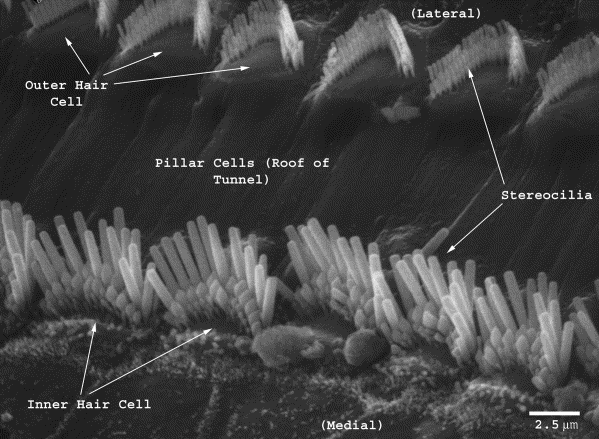 (Lateral)
Outer Hair
Cell
Pillar Cells (Roof of
Tunnel)
Stereocilia
Inner Hair Cell
(Medial)
2.5 μm